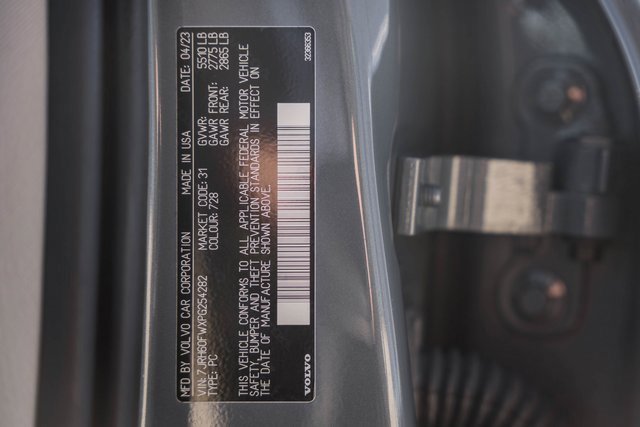 MFD BY VOLVO CAR CORPORATION MADE IN USA DATE: 04/23
VIN: 7JRH60FWXPG254282 MARKET CODE: 31 GVWR: 5510 LB
TYPE: PC COLOUR: 728 GAWR FRONT: 2775 LB
GAWR REAR: 2965 LB
THIS VEHICLE CONFORMS TO ALL APPLICABLE FEDERAL MOTOR VEHICLE
SAFETY, BUMPER AND THEFT PREVENTION STANDARDS IN EFFECT ON
THE DATE OF MANUFACTURE SHOWN ABOVE.
VOLVO 32366353